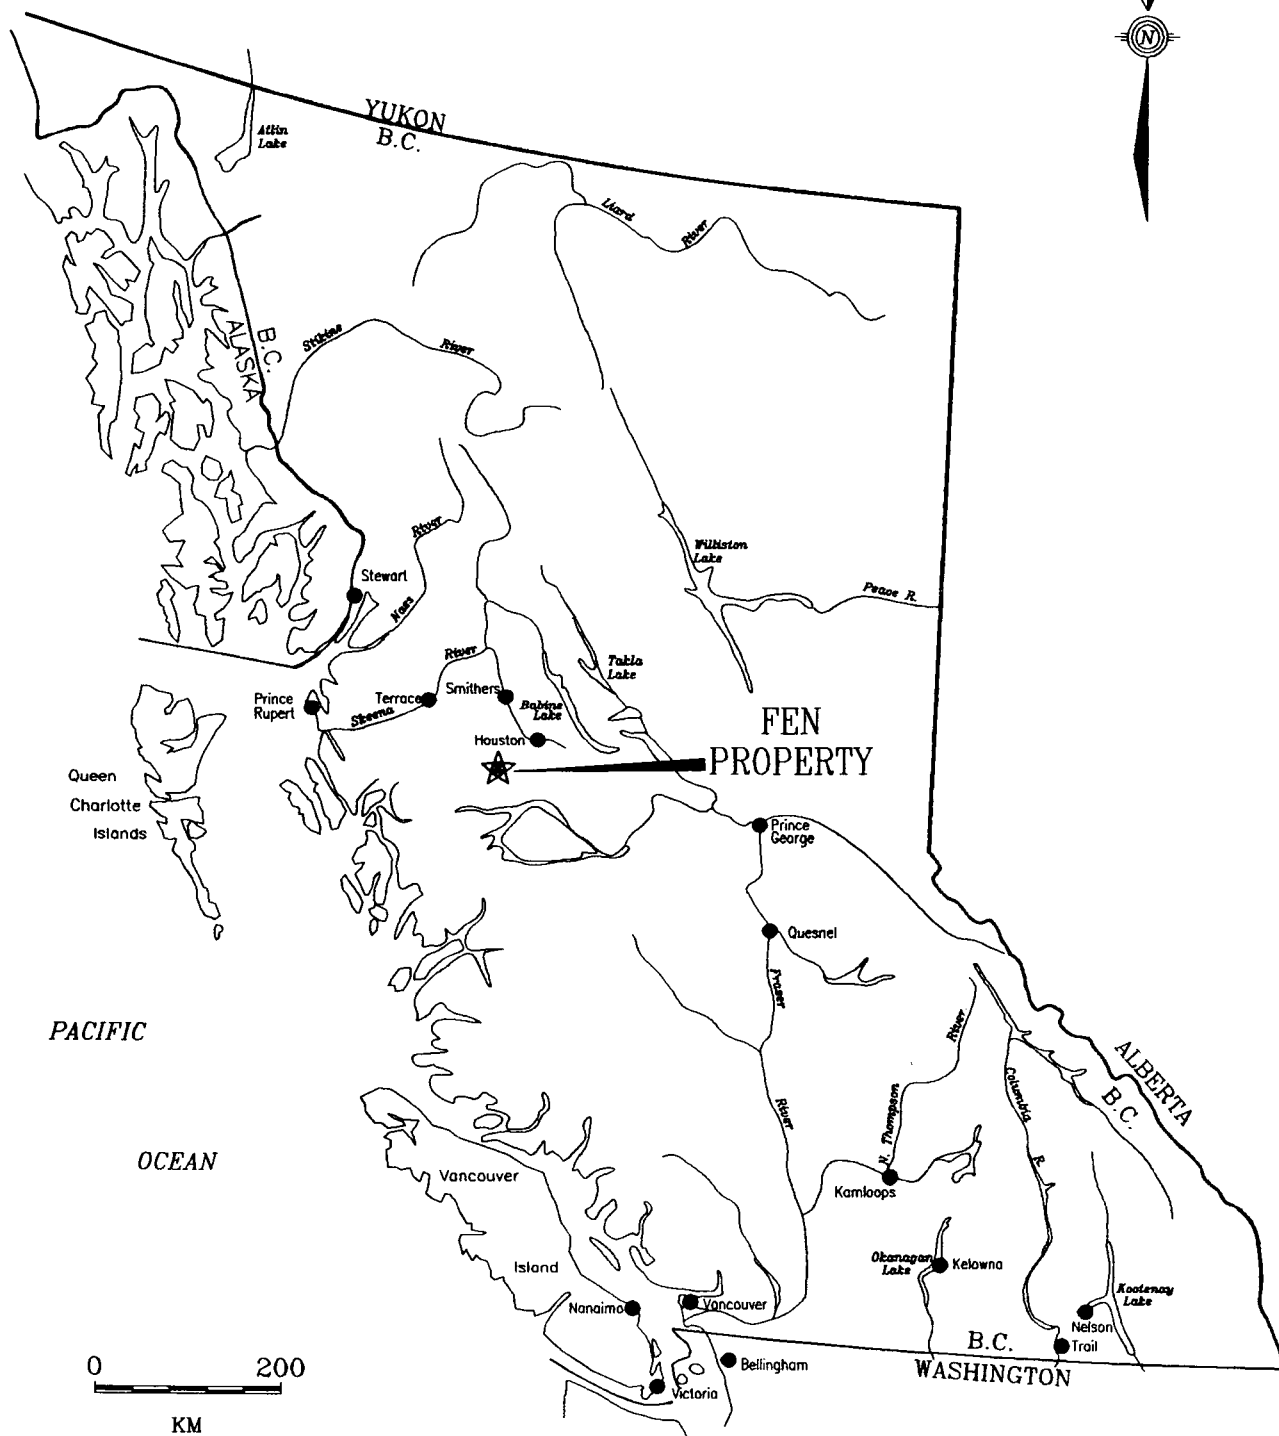 N
YUKON
B.C.
Atlin
Lake
Liard
River
B.C.
ALASKA
Stikine
River
River
Williston
Lake
Stewart
Peace R.
Nass
River
Takla
Lake
Prince
Rupert
Terrace
Smithers
Skeena
Babine
Lake
Houston
FEN
PROPERTY
Queen
Charlotte
Islands
Prince
George
Quesnel
Fraser
PACIFIC
River
ALBERTA
B.C.
Columbia
R.
River
N. Thompson
OCEAN
Vancouver
Kamloops
Island
Okanagan
Lake
Kelowna
Kootenay
Lake
Nanaimo
Vancouver
Nelson
B.C.
Trail
WASHINGTON
Bellingham
0 200
Victoria
KM